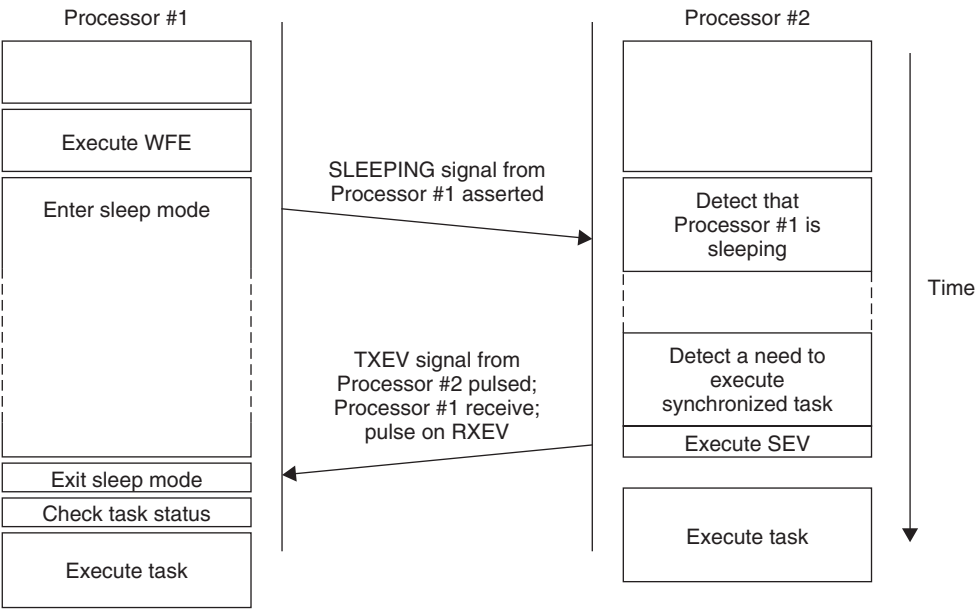 Processor #1
Processor #2
Execute WFE
SLEEPING signal from
Processor #1 asserted
Enter sleep mode
Detect that
Processor #1 is
sleeping
Time
TXEV signal from
Processor #2 pulsed;
Processor #1 receive;
pulse on RXEV
Detect a need to
execute
synchronized task
Execute SEV
Exit sleep mode
Check task status
Execute task
Execute task